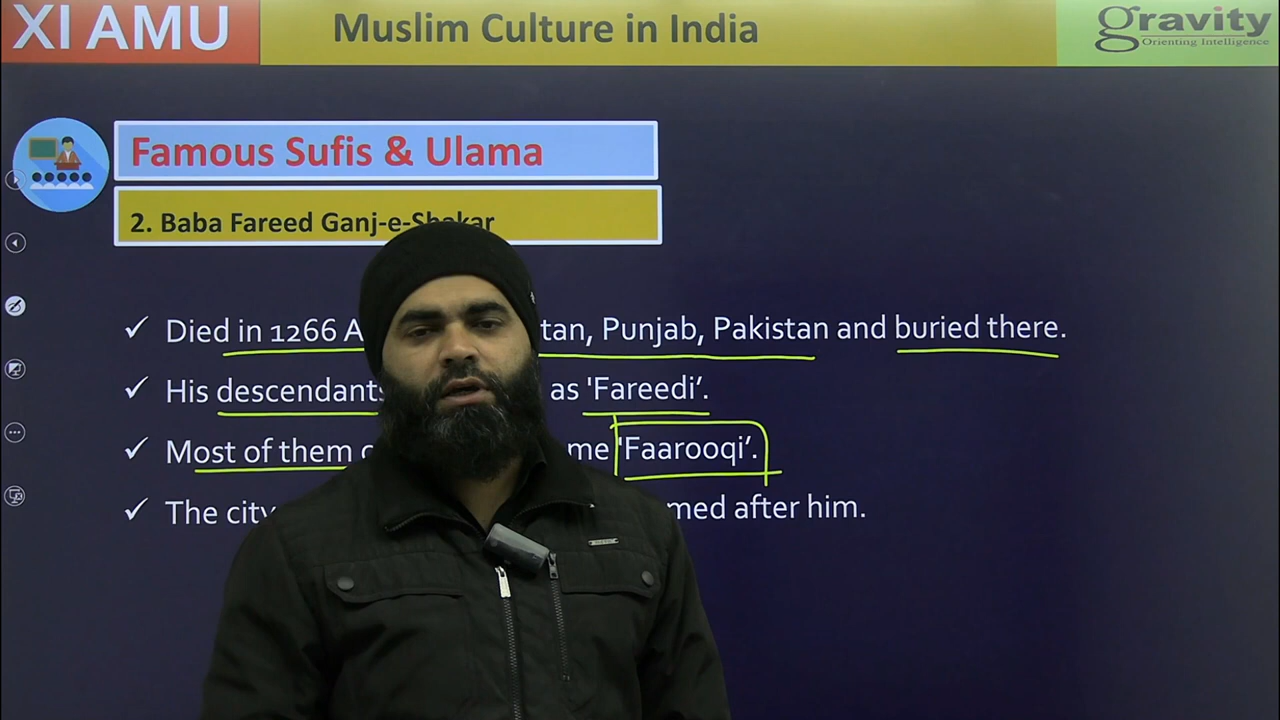 XI AMU
Muslim Culture in India
gravity
Orienting Intelligence
Famous Sufis & Ulama
2. Baba Fareed Ganj-e-Shakar
Died in 1266 A tan, Punjab, Pakistan and buried there.
His descendants as 'Fareedi'.
Most of them me 'Faarooqi'.
The city med after him.